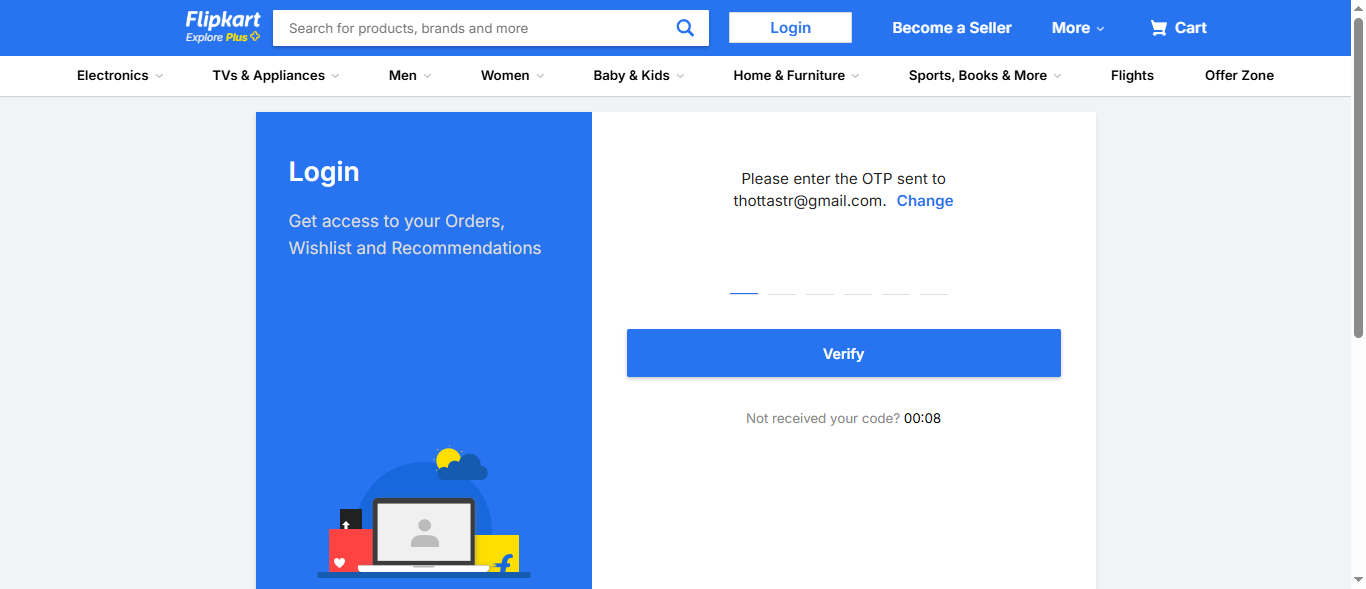 Flipkart
Explore Plus
Search for products, brands and more
Login
Become a Seller
More
Cart
Electronics
TVs & Appliances
Men
Women
Baby & Kids
Home & Furniture
Sports, Books & More
Flights
Offer Zone
Login
Get access to your Orders,
Wishlist and Recommendations
Please enter the OTP sent to
thottastr@gmail.com. Change
Verify
Not received your code? 00:08